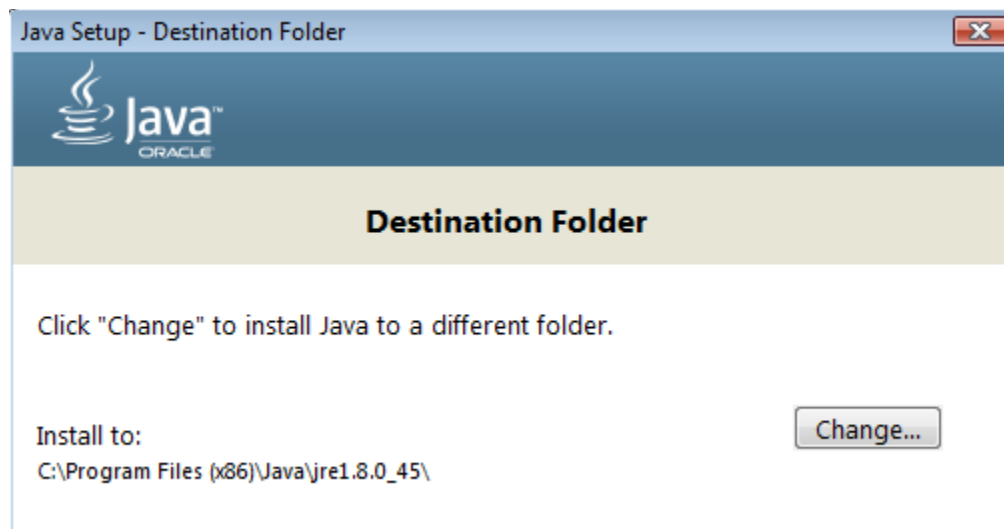 Java Setup - Destination Folder
Java™
ORACLE
Destination Folder
Click "Change" to install Java to a different folder.
Change...
Install to:
C:\Program Files (x86)\Java\jre1.8.0_45\